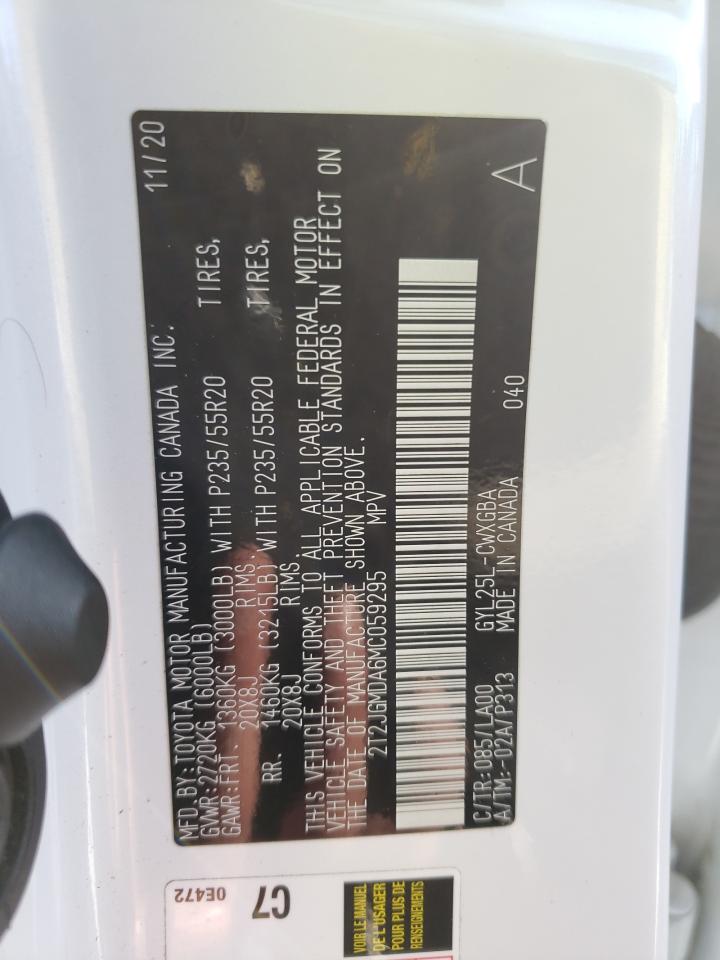 MFD.BY:TOYOTA MOTOR MANUFACTURING CANADA INC. 11/20
GVWR:2720KG (6000LB)
GAWR:FRT. 1360KG (3000LB) WITH P235/55R20 TIRES,
20X8J RIMS.
RR. 1460KG (3215LB) WITH P235/55R20 TIRES,
20X8J RIMS.
THIS VEHICLE CONFORMS TO ALL APPLICABLE FEDERAL MOTOR
VEHICLE SAFETY AND THEFT PREVENTION STANDARDS IN EFFECT ON
THE DATE OF MANUFACTURE SHOWN ABOVE.
2T2JGMDA6MC059295 MPV
C/TR:085/LA00 GYL25L-CWXGBA 040 A
A/TM:-02A/P313 MADE IN CANADA
0E472
C7
VOIR LE MANUEL
DE L'USAGER
POUR PLUS DE
RENSEIGNEMENTS